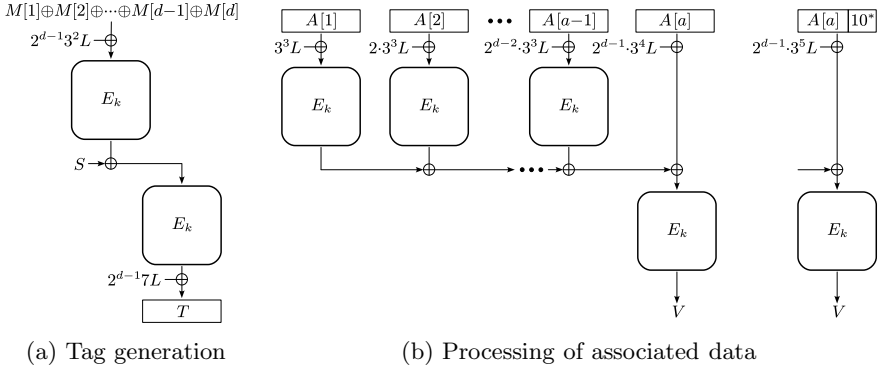 M[1]⊕M[2]⊕···⊕M[d−1]⊕M[d]
2^{d−1}3^2L
E_k
S
E_k
2^{d−1}7L
T
(a) Tag generation
A[1] A[2] ••• A[a−1] A[a] A[a] 10*
3^3L 2·3^3L 2^{d−2}·3^3L 2^{d−1}·3^4L 2^{d−1}·3^5L
E_k E_k E_k
•••
E_k E_k
V V
(b) Processing of associated data